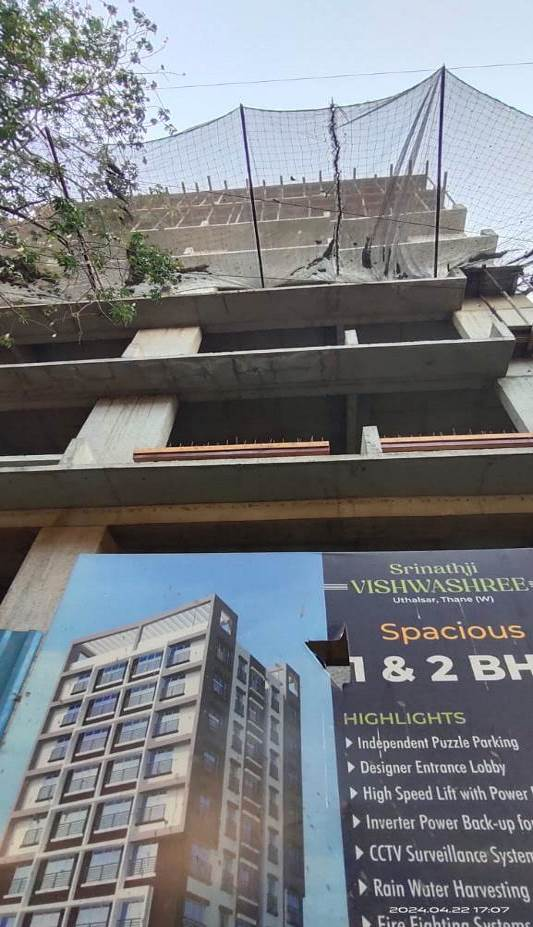 Srinathji
VISHWASHREE
Uthalsar, Thane (W)
Spacious
1 & 2 BH
HIGHLIGHTS
Independent Puzzle Parking
Designer Entrance Lobby
High Speed Lift with Power
Inverter Power Back-up fo
CCTV Surveillance System
Rain Water Harvesting
Fire Fighting Systems
2024.04.22 17:07